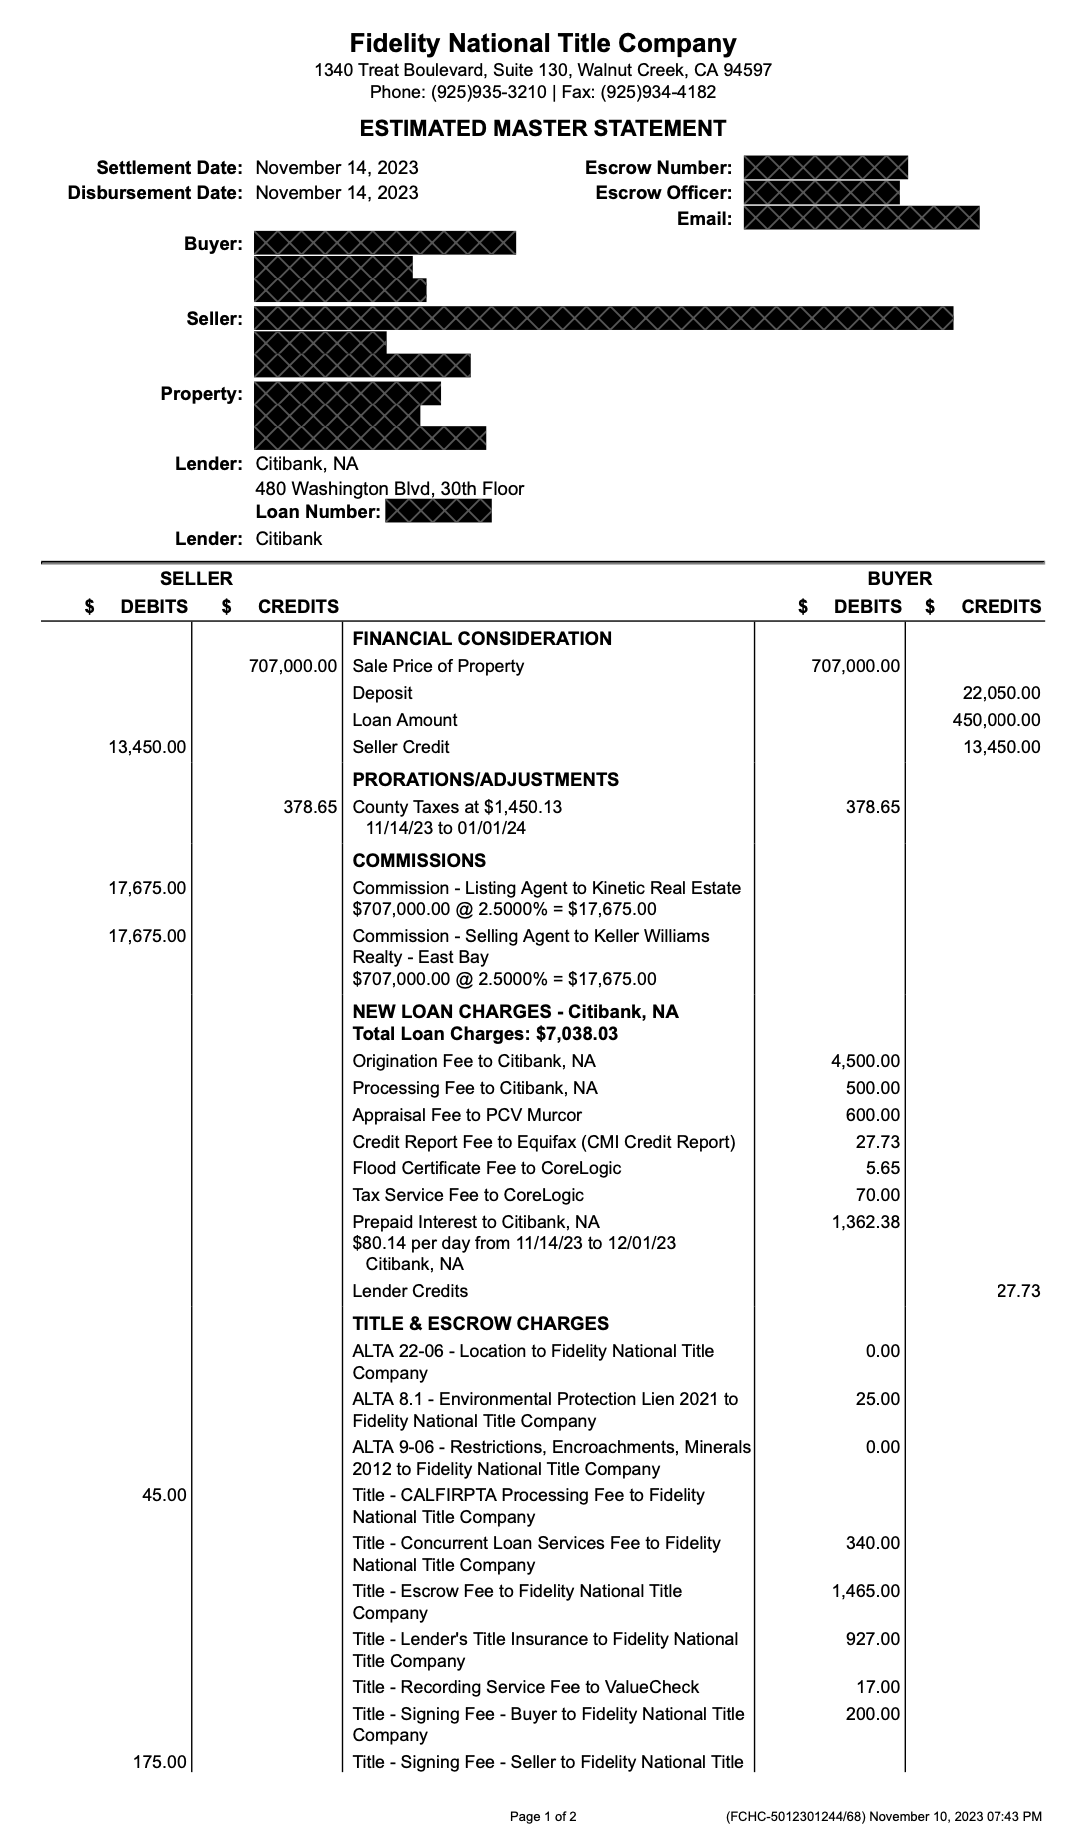 Fidelity National Title Company
1340 Treat Boulevard, Suite 130, Walnut Creek, CA 94597
Phone: (925)935-3210 | Fax: (925)934-4182
ESTIMATED MASTER STATEMENT
Settlement Date: November 14, 2023 Escrow Number:
Disbursement Date: November 14, 2023 Escrow Officer:
Email:
Buyer:
Seller:
Property:
Lender: Citibank, NA
480 Washington Blvd, 30th Floor
Loan Number:
Lender: Citibank
SELLER BUYER
$ DEBITS $ CREDITS $ DEBITS $ CREDITS
FINANCIAL CONSIDERATION
707,000.00 Sale Price of Property 707,000.00
Deposit 22,050.00
Loan Amount 450,000.00
13,450.00 Seller Credit 13,450.00
PRORATIONS/ADJUSTMENTS
378.65 County Taxes at $1,450.13 378.65
11/14/23 to 01/01/24
COMMISSIONS
17,675.00 Commission - Listing Agent to Kinetic Real Estate
$707,000.00 @ 2.5000% = $17,675.00
17,675.00 Commission - Selling Agent to Keller Williams
Realty - East Bay
$707,000.00 @ 2.5000% = $17,675.00
NEW LOAN CHARGES - Citibank, NA
Total Loan Charges: $7,038.03
Origination Fee to Citibank, NA 4,500.00
Processing Fee to Citibank, NA 500.00
Appraisal Fee to PCV Murcor 600.00
Credit Report Fee to Equifax (CMI Credit Report) 27.73
Flood Certificate Fee to CoreLogic 5.65
Tax Service Fee to CoreLogic 70.00
Prepaid Interest to Citibank, NA 1,362.38
$80.14 per day from 11/14/23 to 12/01/23
Citibank, NA
Lender Credits 27.73
TITLE & ESCROW CHARGES
ALTA 22-06 - Location to Fidelity National Title 0.00
Company
ALTA 8.1 - Environmental Protection Lien 2021 to 25.00
Fidelity National Title Company
ALTA 9-06 - Restrictions, Encroachments, Minerals 0.00
2012 to Fidelity National Title Company
45.00 Title - CALFIRPTA Processing Fee to Fidelity
National Title Company
Title - Concurrent Loan Services Fee to Fidelity 340.00
National Title Company
Title - Escrow Fee to Fidelity National Title 1,465.00
Company
Title - Lender's Title Insurance to Fidelity National 927.00
Title Company
Title - Recording Service Fee to ValueCheck 17.00
Title - Signing Fee - Buyer to Fidelity National Title 200.00
Company
175.00 Title - Signing Fee - Seller to Fidelity National Title
Page 1 of 2 (FCHC-5012301244/68) November 10, 2023 07:43 PM